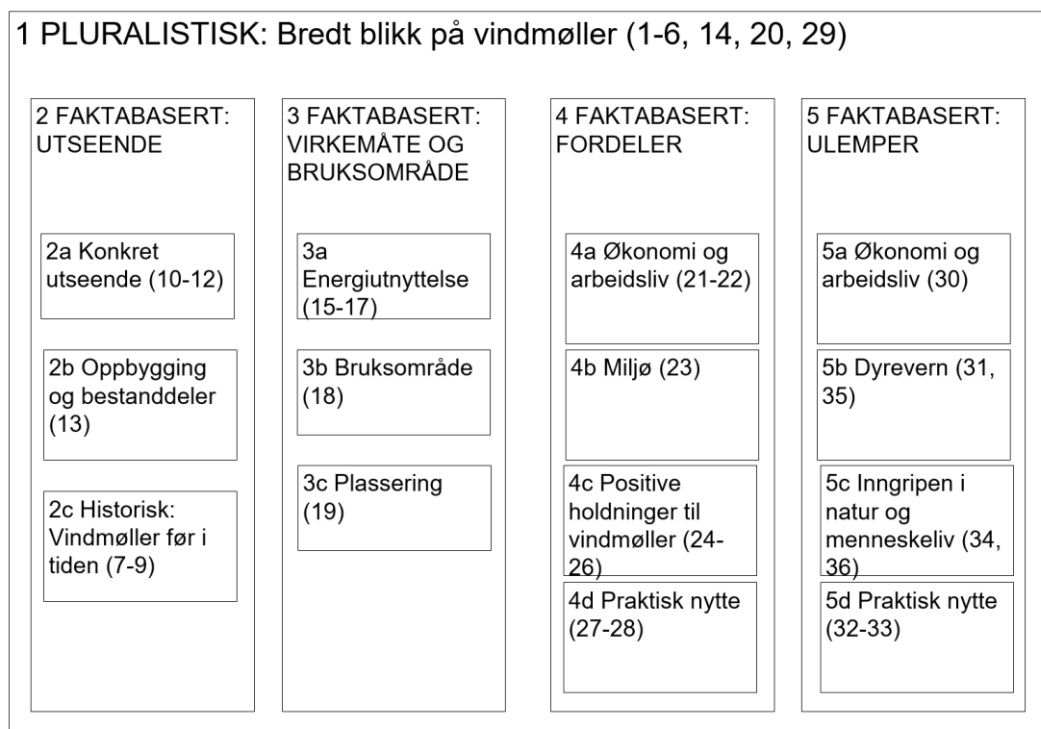 1 PLURALISTISK: Bredt blikk på vindmøller (1-6, 14, 20, 29)
2 FAKTABASERT:
UTSEENDE
2a Konkret
utseende (10-12)
2b Oppbygging
og bestanddeler
(13)
2c Historisk:
Vindmøller før i
tiden (7-9)
3 FAKTABASERT:
VIRKEMÅTE OG
BRUKSOMRÅDE
3a
Energiutnyttelse
(15-17)
3b Bruksområde
(18)
3c Plassering
(19)
4 FAKTABASERT:
FORDELER
4a Økonomi og
arbeidsliv (21-22)
4b Miljø (23)
4c Positive
holdninger til
vindmøller (24-
26)
4d Praktisk nytte
(27-28)
5 FAKTABASERT:
ULEMPER
5a Økonomi og
arbeidsliv (30)
5b Dyrevern (31,
35)
5c Inngripen i
natur og
menneskeliv (34,
36)
5d Praktisk nytte
(32-33)